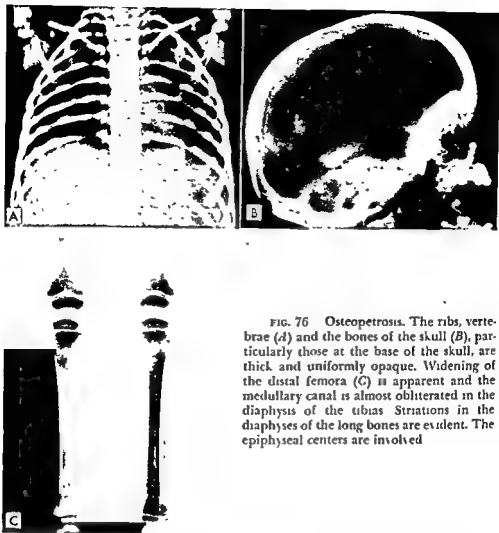 A
B
C
FIG. 76 Osteopetrosis. The ribs, verte-
brae (A) and the bones of the skull (B), par-
ticularly those at the base of the skull, are
thick and uniformly opaque. Widening of
the distal femora (C) is apparent and the
medullary canal is almost obliterated in the
diaphysis of the tibias Striations in the
diaphyses of the long bones are evident. The
epiphyseal centers are involved